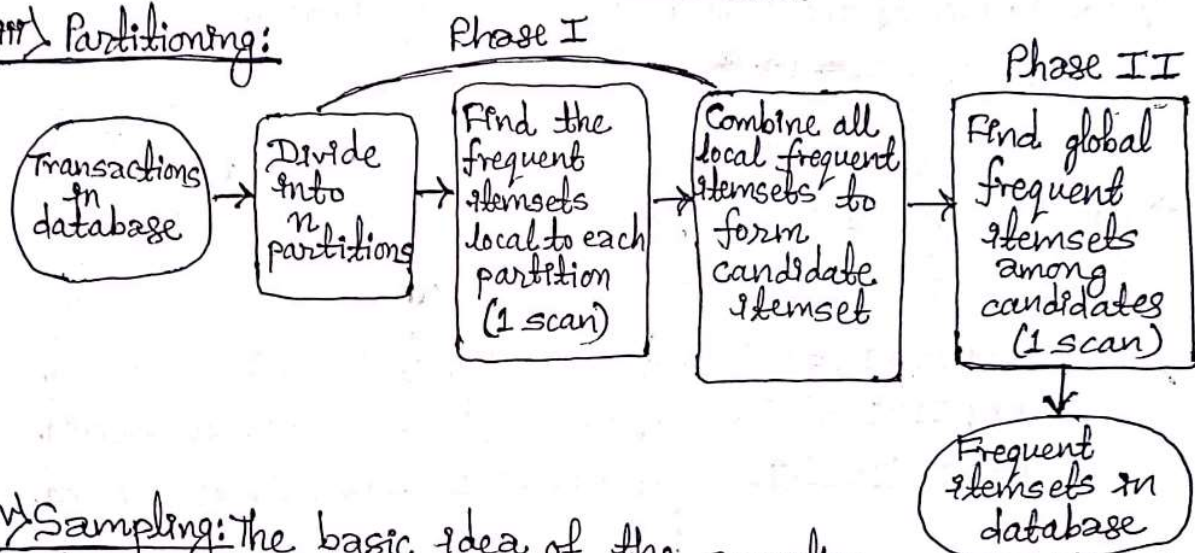 iii) Partitioning:
Phase I
Phase II
Transactions
in
database
Divide
into
n
partitions
Find the
frequent
itemsets
local to each
partition
(1 scan)
Combine all
local frequent
itemsets to
form
candidate
itemset
Find global
frequent
itemsets
among
candidates
(1 scan)
Frequent
itemsets in
database
Sampling: The basic idea of the